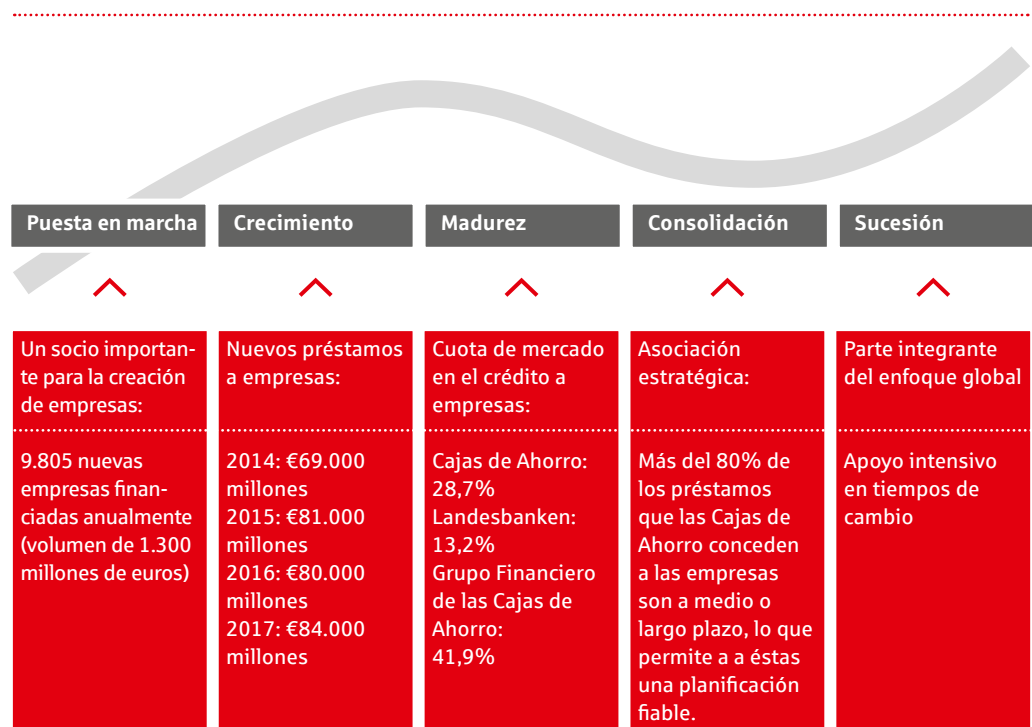 Puesta en marcha
Crecimiento
Madurez
Consolidación
Sucesión
Un socio importan-
te para la creación
de empresas:
9.805 nuevas
empresas finan-
ciadas anualmente
(volumen de 1.300
millones de euros)
Nuevos préstamos
a empresas:
2014: €69.000
millones
2015: €81.000
millones
2016: €80.000
millones
2017: €84.000
millones
Cuota de mercado
en el crédito a
empresas:
Cajas de Ahorro:
28,7%
Landesbanken:
13,2%
Grupo Financiero
de las Cajas de
Ahorro:
41,9%
Asociación
estratégica:
Más del 80% de
los préstamos
que las Cajas de
Ahorro conceden
a las empresas
son a medio o
largo plazo, lo que
permite a a éstas
una planificación
fiable.
Parte integrante
del enfoque global
Apoyo intensivo
en tiempos de
cambio